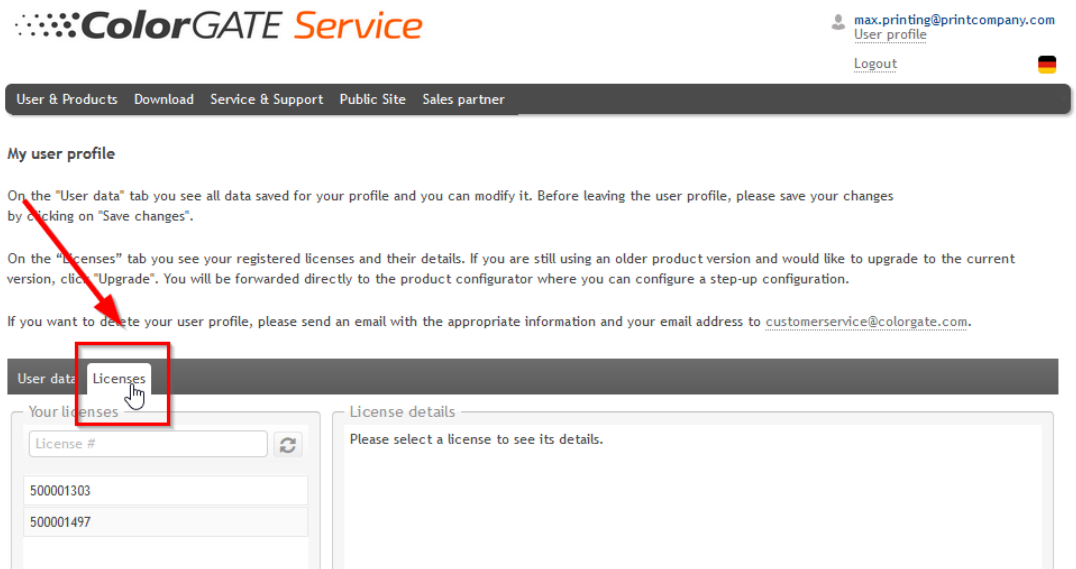 ColorGATE Service
max.printing@printcompany.com
User profile
Logout
User & Products Download Service & Support Public Site Sales partner
My user profile
On the "User data" tab you see all data saved for your profile and you can modify it. Before leaving the user profile, please save your changes
by clicking on "Save changes".
On the “Licenses” tab you see your registered licenses and their details. If you are still using an older product version and would like to upgrade to the current
version, click "Upgrade". You will be forwarded directly to the product configurator where you can configure a step-up configuration.
If you want to delete your user profile, please send an email with the appropriate information and your email address to customerservice@colorgate.com.
User data Licenses
Your licenses
License #
500001303
500001497
License details
Please select a license to see its details.